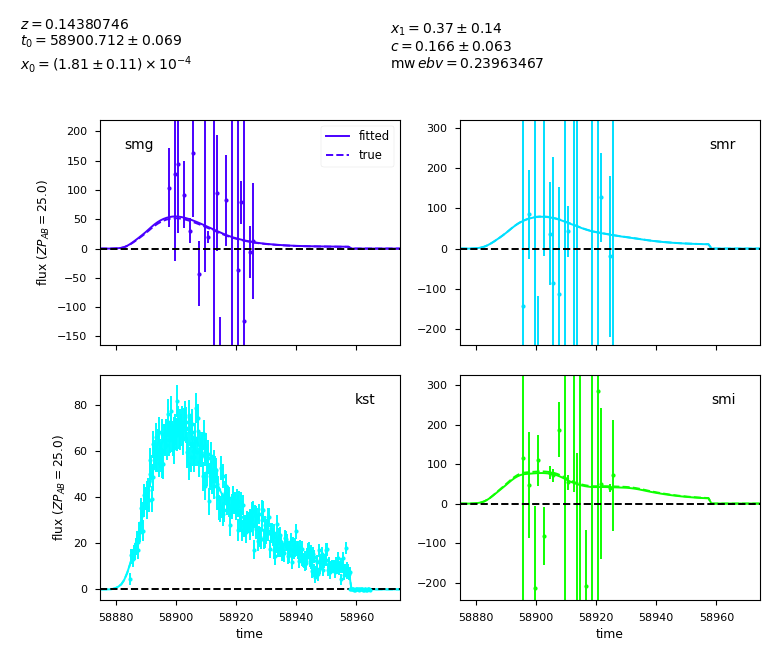 z = 0.14380746
t₀ = 58900.712 ± 0.069
x₀ = (1.81 ± 0.11) × 10⁻⁴
x₁ = 0.37 ± 0.14
c = 0.166 ± 0.063
mw ebv = 0.23963467
smg
fitted
true
200
150
100
50
0
−50
−100
−150
flux (ZP_AB = 25.0)
smr
300
200
100
0
−100
−200
kst
80
60
40
20
0
flux (ZP_AB = 25.0)
58880 58900 58920 58940 58960
time
smi
300
200
100
0
−100
−200
58880 58900 58920 58940 58960
time